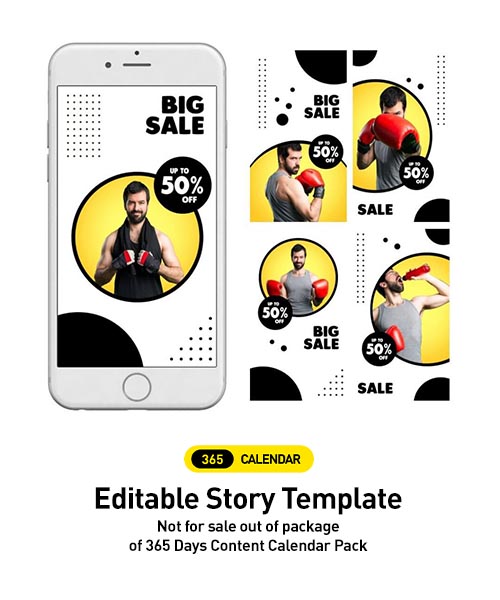 BIG
SALE
UP TO
50%
OFF
BIG
SALE
UP TO
50%
OFF
UP TO
50%
OFF
SALE
UP TO
50%
OFF
BIG
SALE
UP TO
50%
OFF
SALE
365 CALENDAR
Editable Story Template
Not for sale out of package
of 365 Days Content Calendar Pack